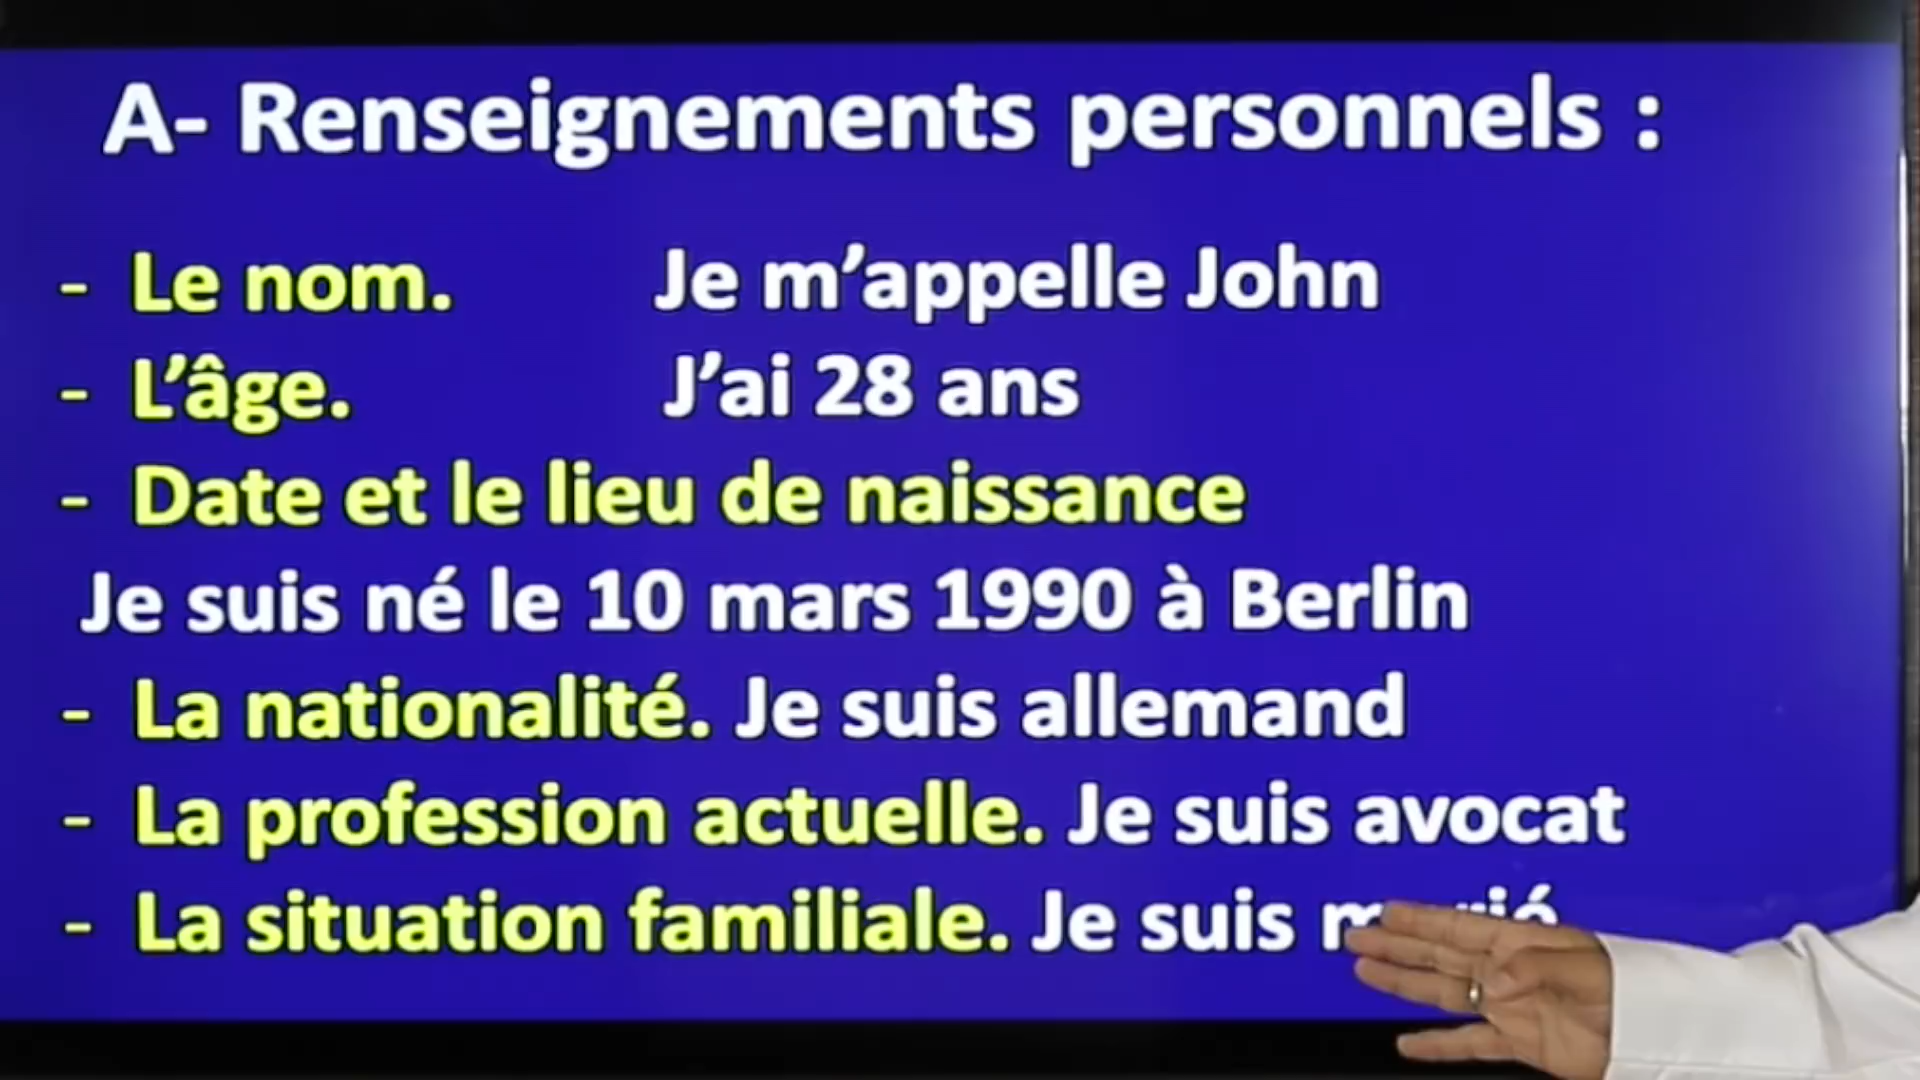 A- Renseignements personnels :
- Le nom. Je m'appelle John
- L'âge. J'ai 28 ans
- Date et le lieu de naissance
Je suis né le 10 mars 1990 à Berlin
- La nationalité. Je suis allemand
- La profession actuelle. Je suis avocat
- La situation familiale. Je suis